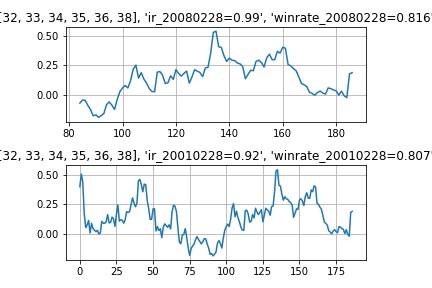 [32, 33, 34, 35, 36, 38], 'ir_20080228=0.99', 'winrate_20080228=0.816'
0.50
0.25
0.00
80 100 120 140 160 180
[32, 33, 34, 35, 36, 38], 'ir_20010228=0.92', 'winrate_20010228=0.807'
0.50
0.25
0.00
0 25 50 75 100 125 150 175